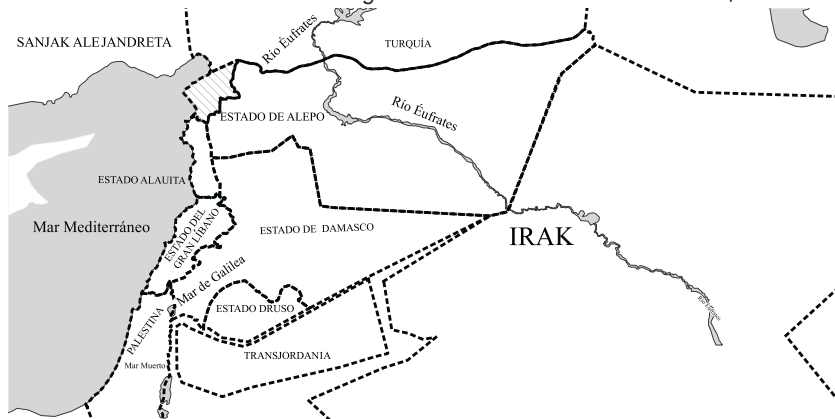 SANJAK ALEJANDRETA
Río Éufrates
TURQUÍA
ESTADO DE ALEPO
Río Éufrates
ESTADO ALAUITA
Mar Mediterráneo
ESTADO DEL
GRAN LÍBANO
ESTADO DE DAMASCO
IRAK
Mar de Galilea
ESTADO DRUSO
PALESTINA
TRANSJORDANIA
Mar Muerto